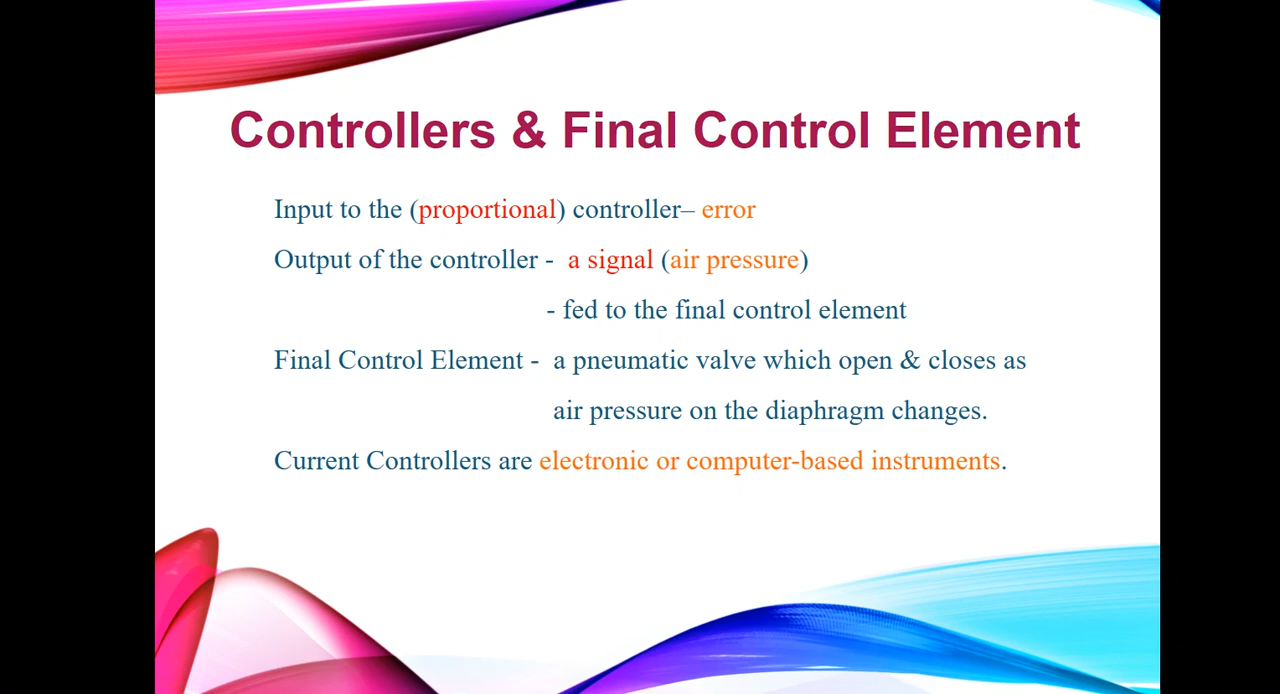 Controllers & Final Control Element
Input to the (proportional) controller– error
Output of the controller - a signal (air pressure)
- fed to the final control element
Final Control Element - a pneumatic valve which open & closes as
air pressure on the diaphragm changes.
Current Controllers are electronic or computer-based instruments.